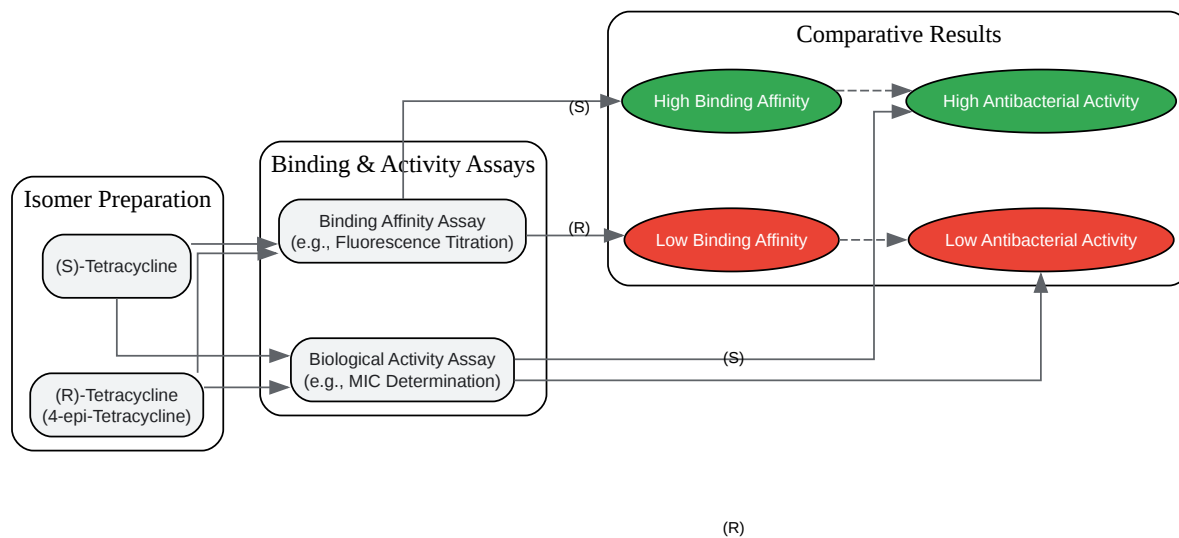 Isomer Preparation
(S)-Tetracycline
(R)-Tetracycline
(4-epi-Tetracycline)
Binding & Activity Assays
Binding Affinity Assay
(e.g., Fluorescence Titration)
Biological Activity Assay
(e.g., MIC Determination)
(S)
(R)
(S)
(R)
Comparative Results
High Binding Affinity
High Antibacterial Activity
Low Binding Affinity
Low Antibacterial Activity